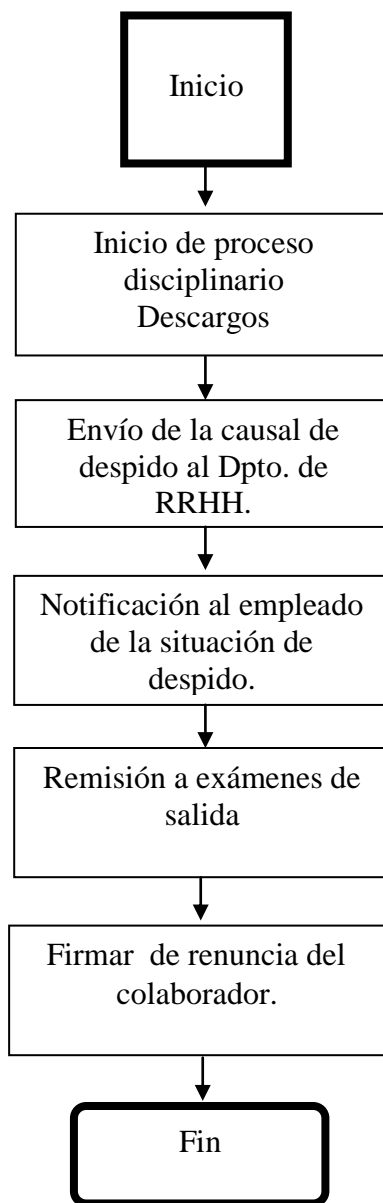 Inicio
Inicio de proceso
disciplinario
Descargos
Envío de la causal de
despido al Dpto. de
RRHH.
Notificación al empleado
de la situación de
despido.
Remisión a exámenes de
salida
Firmar  de renuncia del
colaborador.
Fin